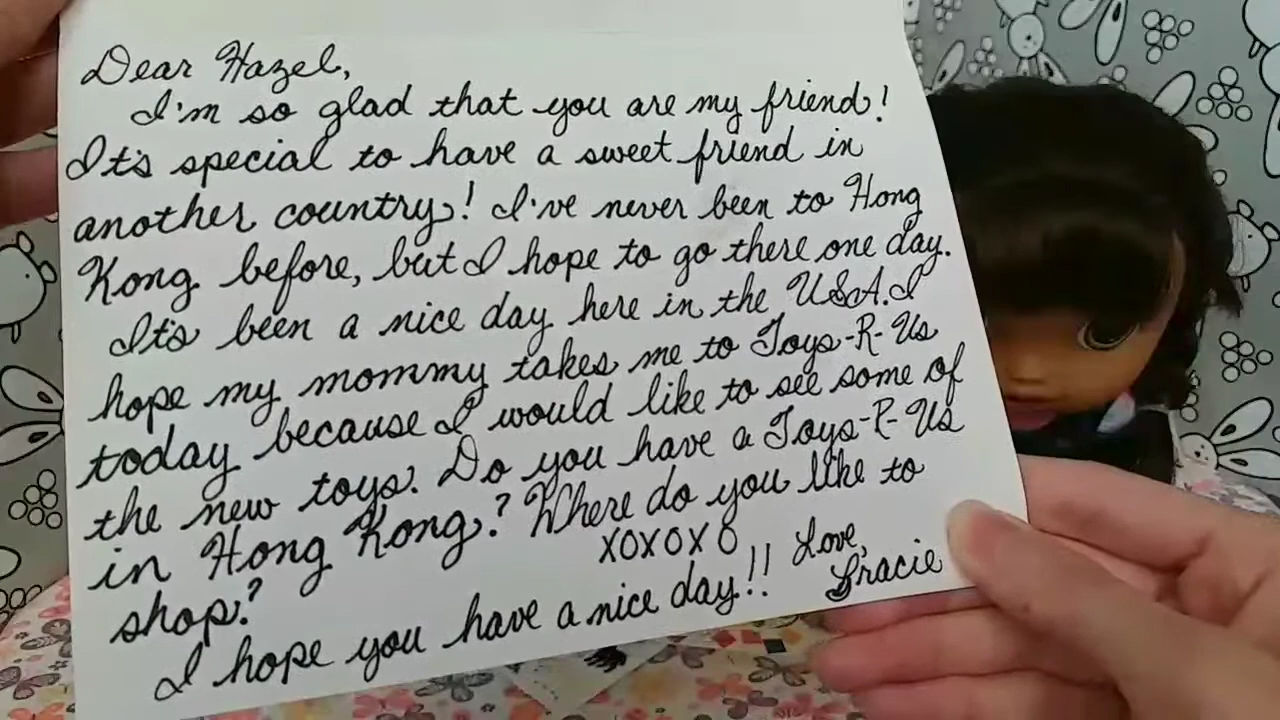 Dear Hazel,
I'm so glad that you are my friend!
It's special to have a sweet friend in
another country! I've never been to Hong
Kong before, but I hope to go there one day.
It's been a nice day here in the USA. I
hope my mommy takes me to Toys-R-Us
today because I would like to see some of
the new toys. Do you have a Toys-R-Us
in Hong Kong? Where do you like to
shop?
XOXOXO
I hope you have a nice day!!
Love,
Gracie